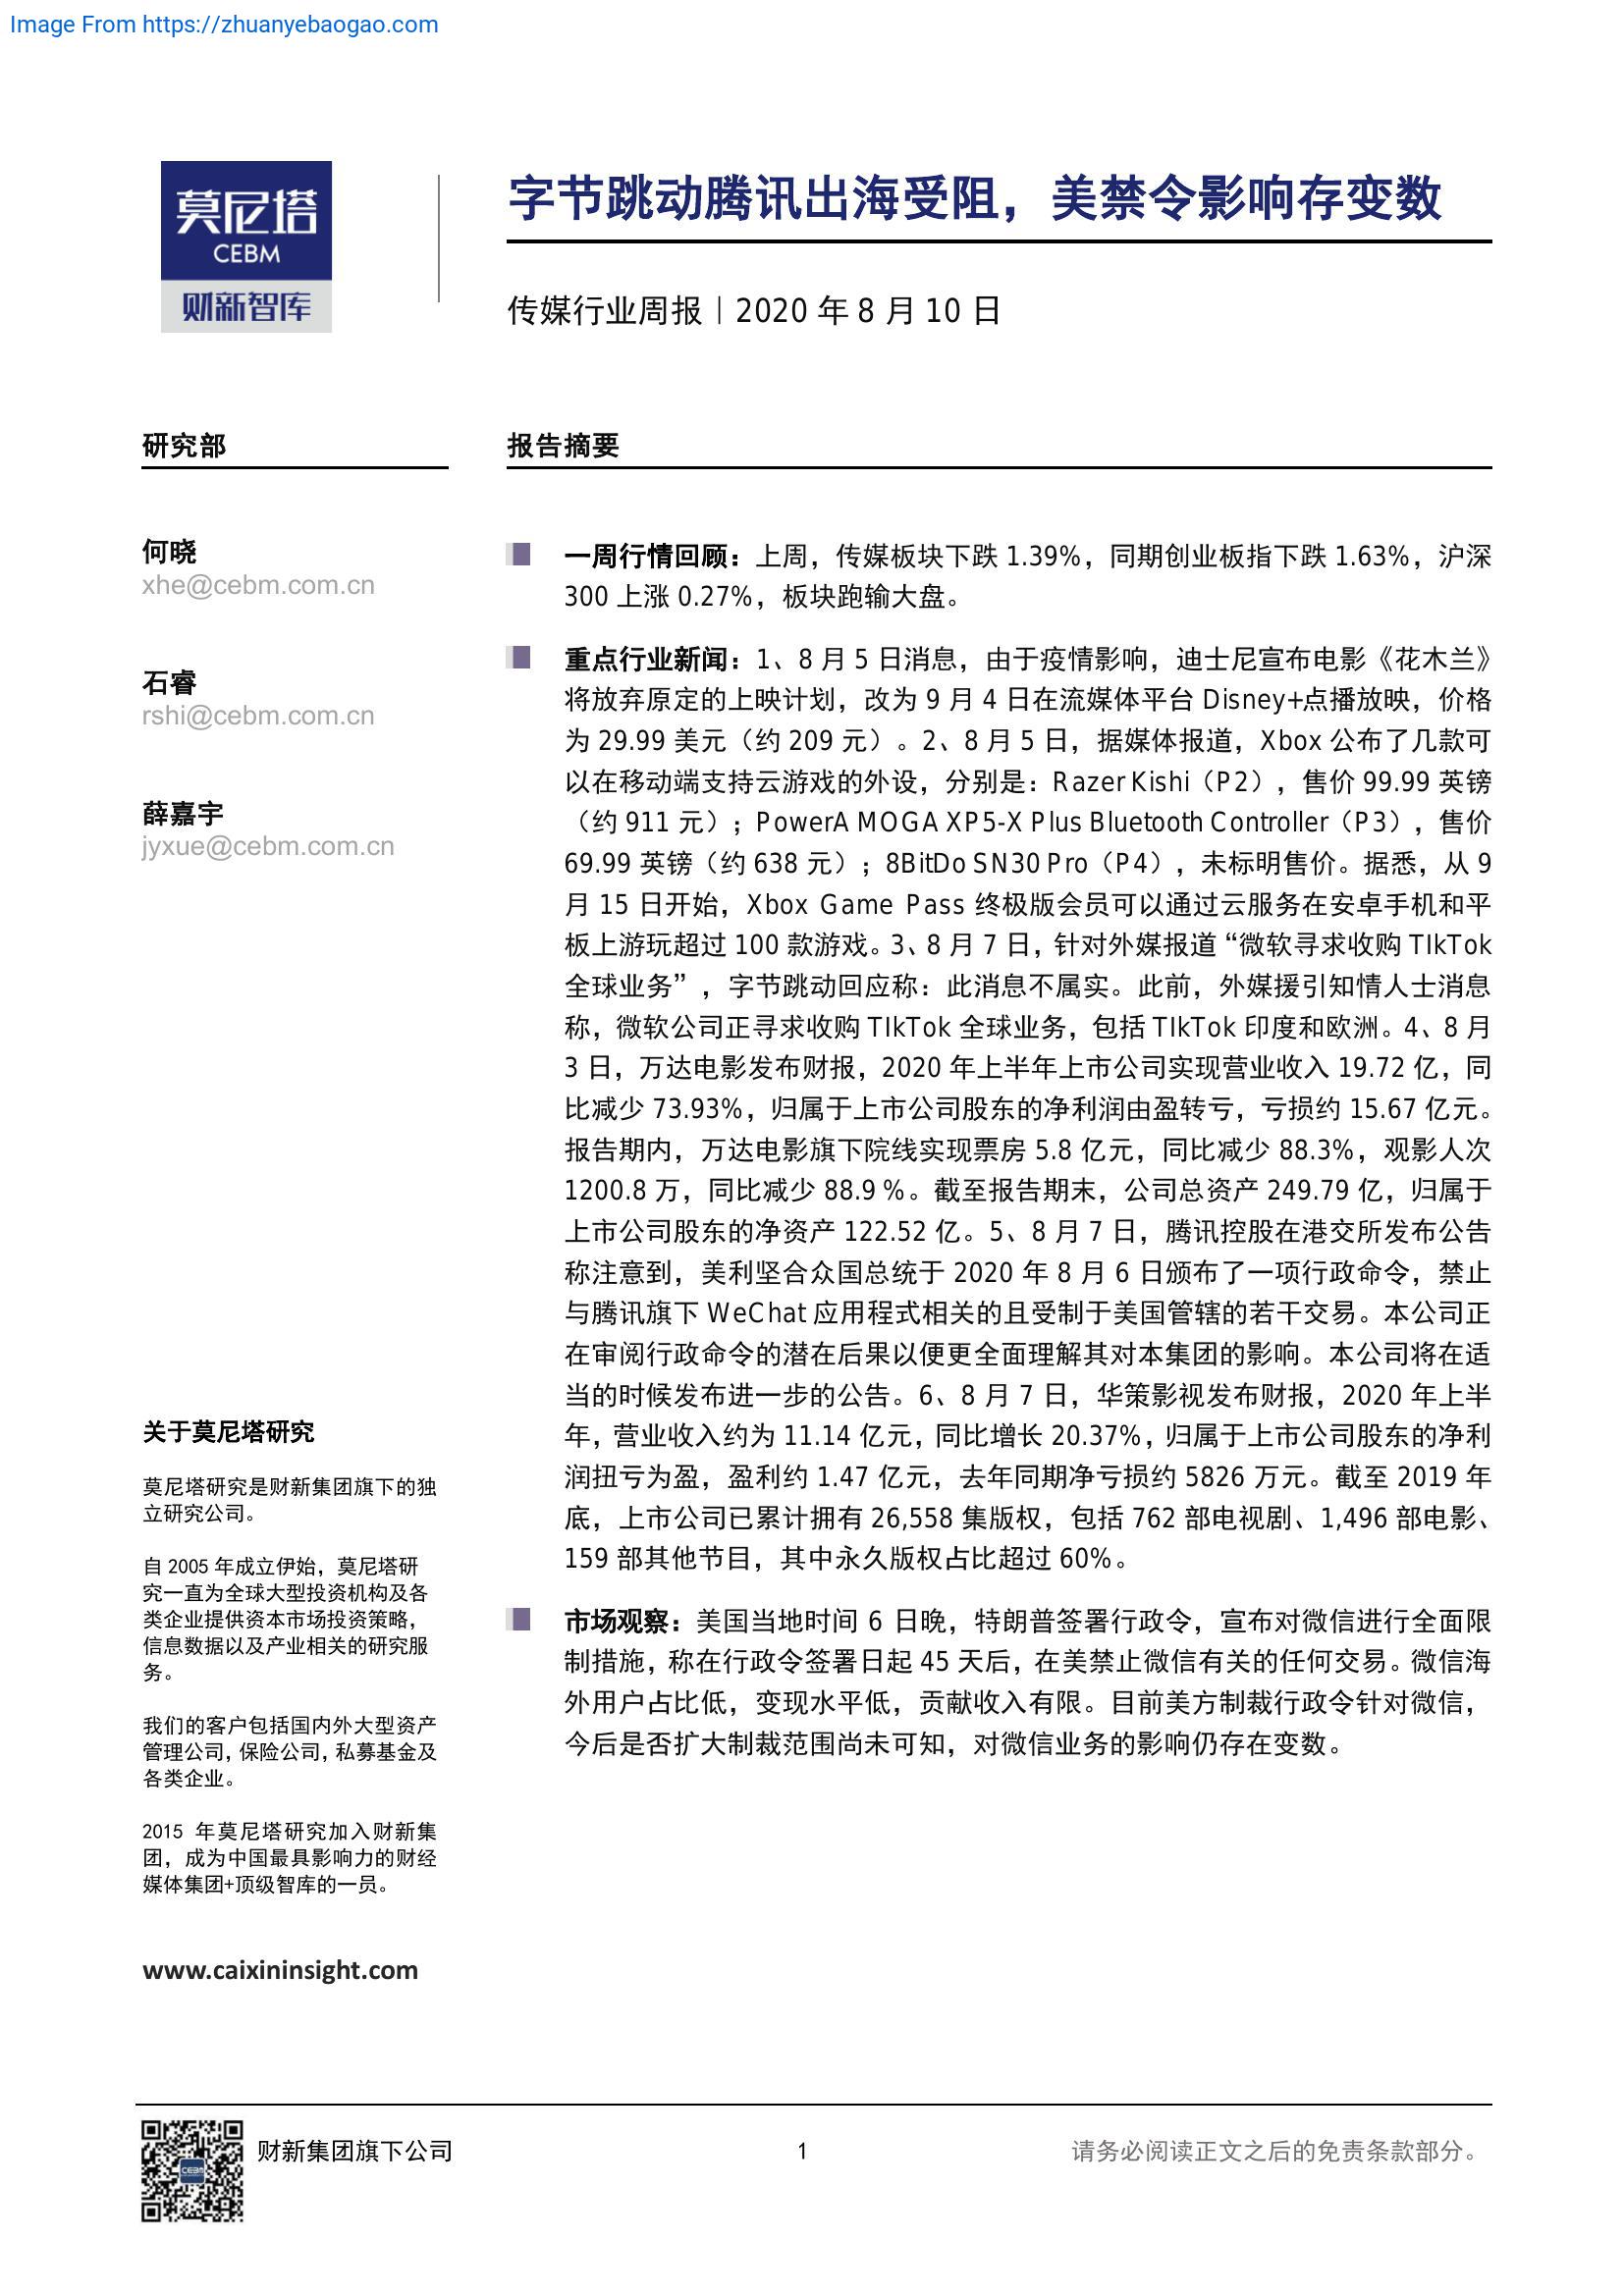 Image From https://zhuanyebaogao.com
莫尼塔
CEBM
财新智库
字节跳动腾讯出海受阻，美禁令影响存变数
传媒行业周报｜2020 年 8 月 10 日
研究部
何晓
xhe@cebm.com.cn
石睿
rshi@cebm.com.cn
薛嘉宇
jyxue@cebm.com.cn
关于莫尼塔研究
莫尼塔研究是财新集团旗下的独
立研究公司。
自 2005 年成立伊始，莫尼塔研
究一直为全球大型投资机构及各
类企业提供资本市场投资策略，
信息数据以及产业相关的研究服
务。
我们的客户包括国内外大型资产
管理公司，保险公司，私募基金及
各类企业。
2015 年莫尼塔研究加入财新集
团，成为中国最具影响力的财经
媒体集团+顶级智库的一员。
www.caixininsight.com
报告摘要
一周行情回顾：上周，传媒板块下跌 1.39%，同期创业板指下跌 1.63%，沪深
300 上涨 0.27%，板块跑输大盘。
重点行业新闻：1、8 月 5 日消息，由于疫情影响，迪士尼宣布电影《花木兰》
将放弃原定的上映计划，改为 9 月 4 日在流媒体平台 Disney+点播放映，价格
为 29.99 美元（约 209 元）。2、8 月 5 日，据媒体报道，Xbox 公布了几款可
以在移动端支持云游戏的外设，分别是：Razer Kishi（P2），售价 99.99 英镑
（约 911 元）；PowerA MOGA XP5-X Plus Bluetooth Controller（P3），售价
69.99 英镑（约 638 元）；8BitDo SN30 Pro（P4），未标明售价。据悉，从 9
月 15 日开始，Xbox Game Pass 终极版会员可以通过云服务在安卓手机和平
板上游玩超过 100 款游戏。3、8 月 7 日，针对外媒报道“微软寻求收购 TIkTok
全球业务”，字节跳动回应称：此消息不属实。此前，外媒援引知情人士消息
称，微软公司正寻求收购 TIkTok 全球业务，包括 TIkTok 印度和欧洲。4、8 月
3 日，万达电影发布财报，2020 年上半年上市公司实现营业收入 19.72 亿，同
比减少 73.93%，归属于上市公司股东的净利润由盈转亏，亏损约 15.67 亿元。
报告期内，万达电影旗下院线实现票房 5.8 亿元，同比减少 88.3%，观影人次
1200.8 万，同比减少 88.9 %。截至报告期末，公司总资产 249.79 亿，归属于
上市公司股东的净资产 122.52 亿。5、8 月 7 日，腾讯控股在港交所发布公告
称注意到，美利坚合众国总统于 2020 年 8 月 6 日颁布了一项行政命令，禁止
与腾讯旗下 WeChat 应用程式相关的且受制于美国管辖的若干交易。本公司正
在审阅行政命令的潜在后果以便更全面理解其对本集团的影响。本公司将在适
当的时候发布进一步的公告。6、8 月 7 日，华策影视发布财报，2020 年上半
年，营业收入约为 11.14 亿元，同比增长 20.37%，归属于上市公司股东的净利
润扭亏为盈，盈利约 1.47 亿元，去年同期净亏损约 5826 万元。截至 2019 年
底，上市公司已累计拥有 26,558 集版权，包括 762 部电视剧、1,496 部电影、
159 部其他节目，其中永久版权占比超过 60%。
市场观察：美国当地时间 6 日晚，特朗普签署行政令，宣布对微信进行全面限
制措施，称在行政令签署日起 45 天后，在美禁止微信有关的任何交易。微信海
外用户占比低，变现水平低，贡献收入有限。目前美方制裁行政令针对微信，
今后是否扩大制裁范围尚未可知，对微信业务的影响仍存在变数。
CEBM
财新集团旗下公司
1
请务必阅读正文之后的免责条款部分。